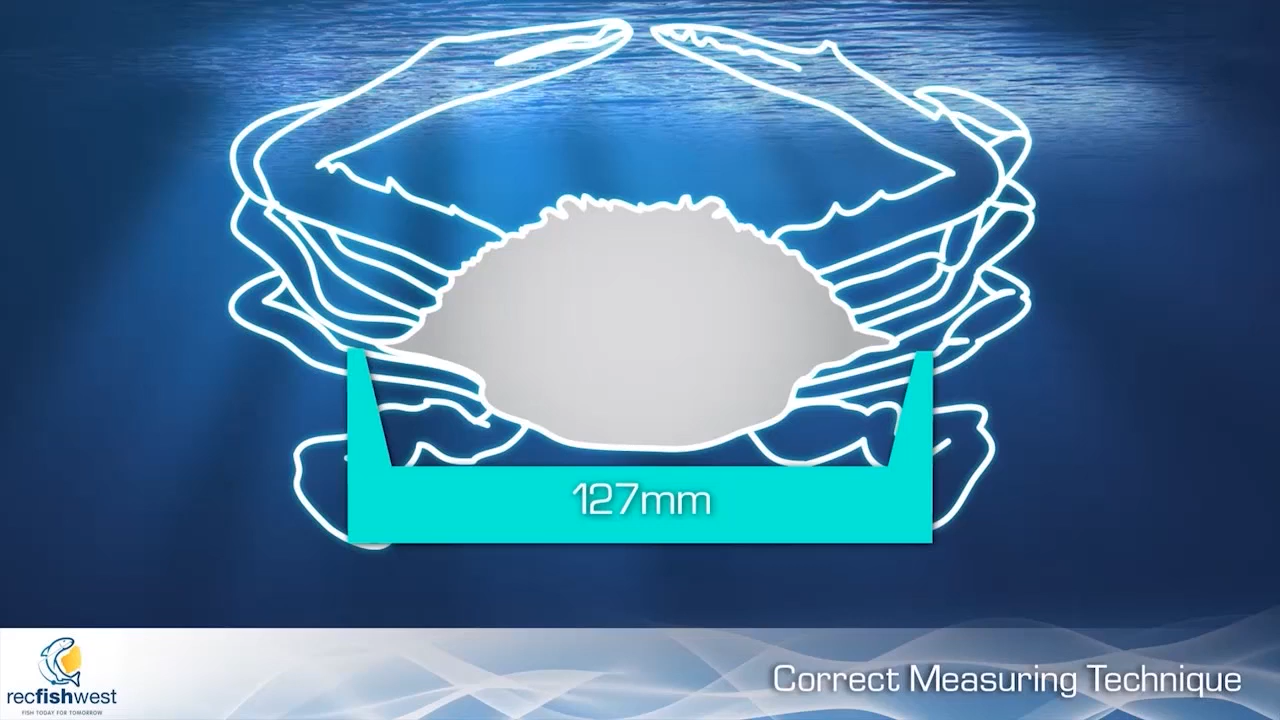 127mm
Correct Measuring Technique
recfishwest
FISH TODAY FOR TOMORROW